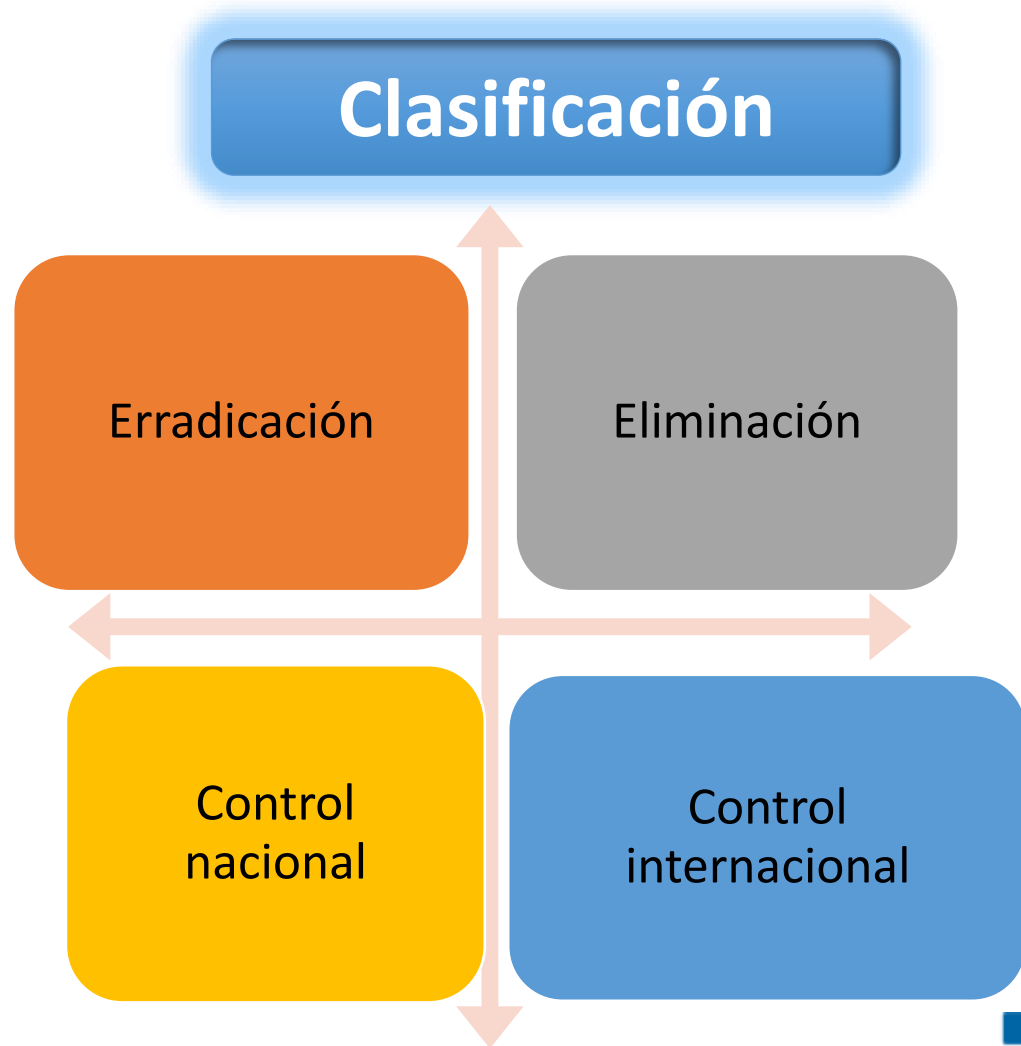 Clasificación
Erradicación
Eliminación
Control
nacional
Control
internacional